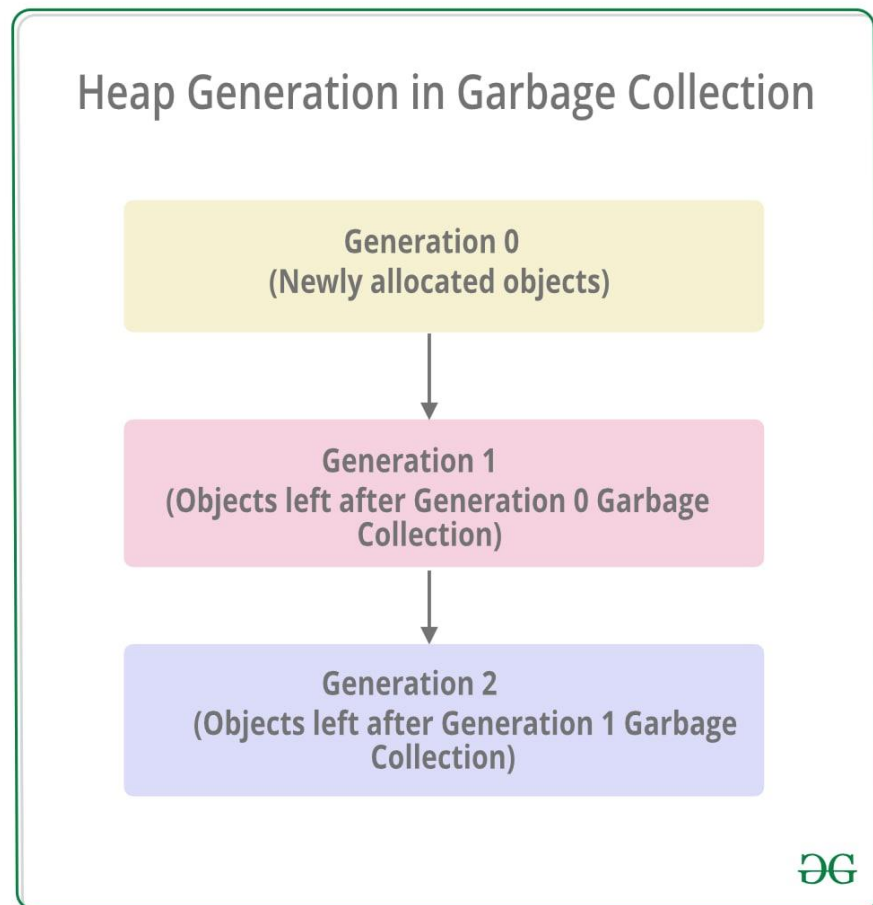 Heap Generation in Garbage Collection
Generation 0
(Newly allocated objects)
Generation 1
(Objects left after Generation 0 Garbage
Collection)
Generation 2
(Objects left after Generation 1 Garbage
Collection)